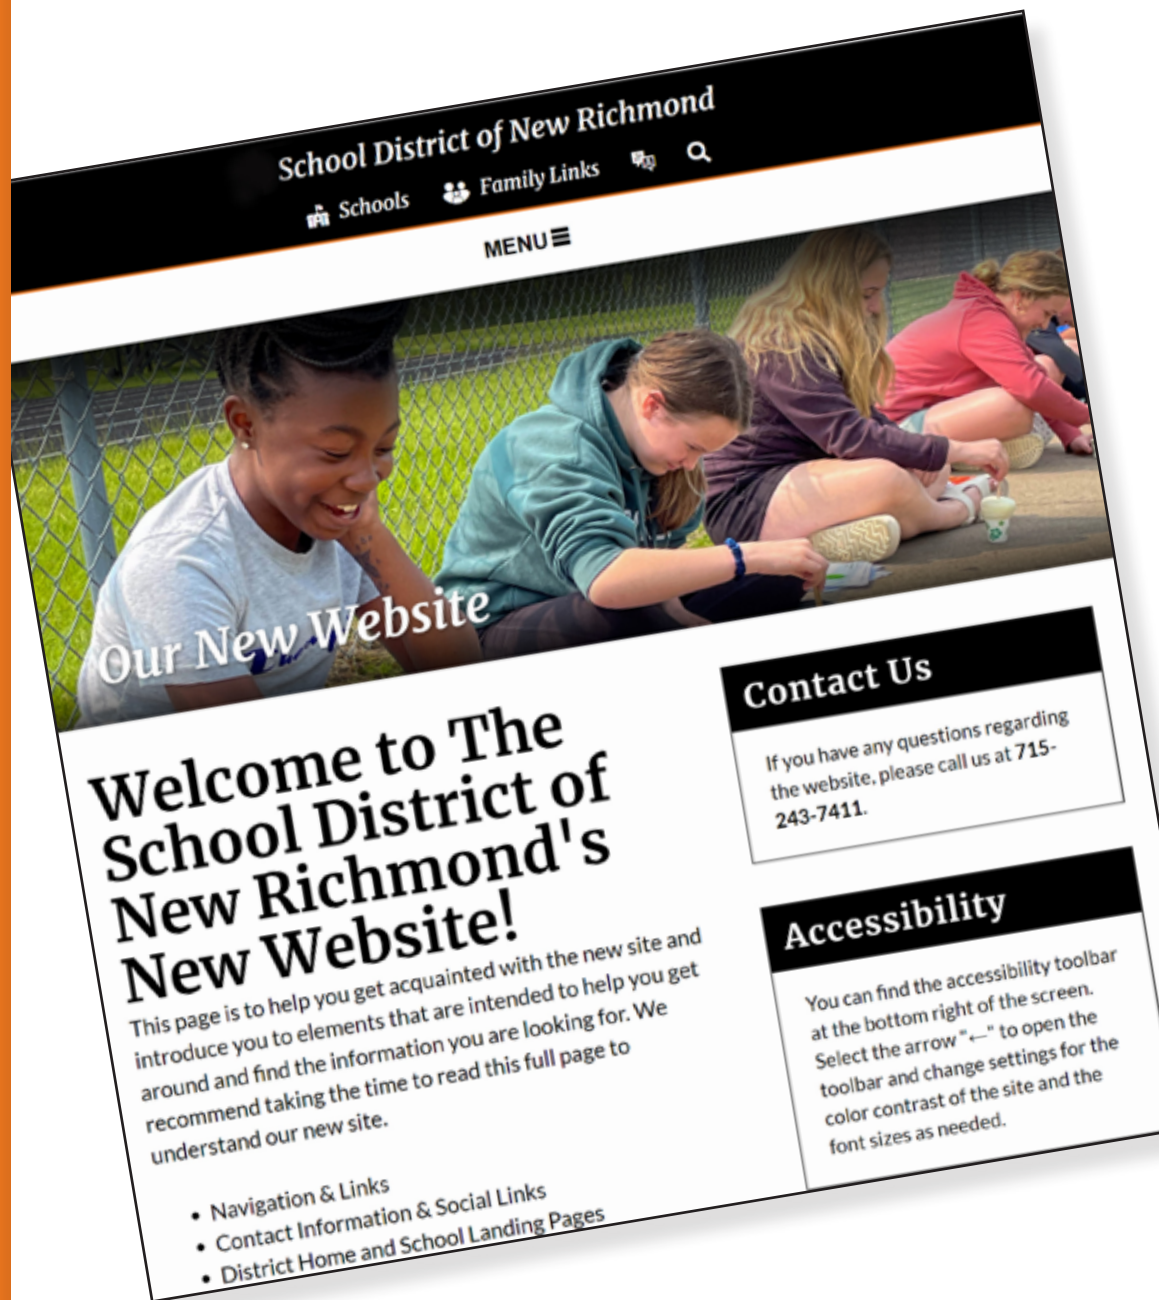 School District of New Richmond
Schools
Family Links
MENU
Our New Website
Welcome to The
School District of
New Richmond's
New Website!
This page is to help you get acquainted with the new site and
introduce you to elements that are intended to help you get
around and find the information you are looking for. We
recommend taking the time to read this full page to
understand our new site.
• Navigation & Links
• Contact Information & Social Links
• District Home and School Landing Pages
Contact Us
If you have any questions regarding
the website, please call us at 715-
243-7411.
Accessibility
You can find the accessibility toolbar
at the bottom right of the screen.
Select the arrow "←" to open the
toolbar and change settings for the
color contrast of the site and the
font sizes as needed.